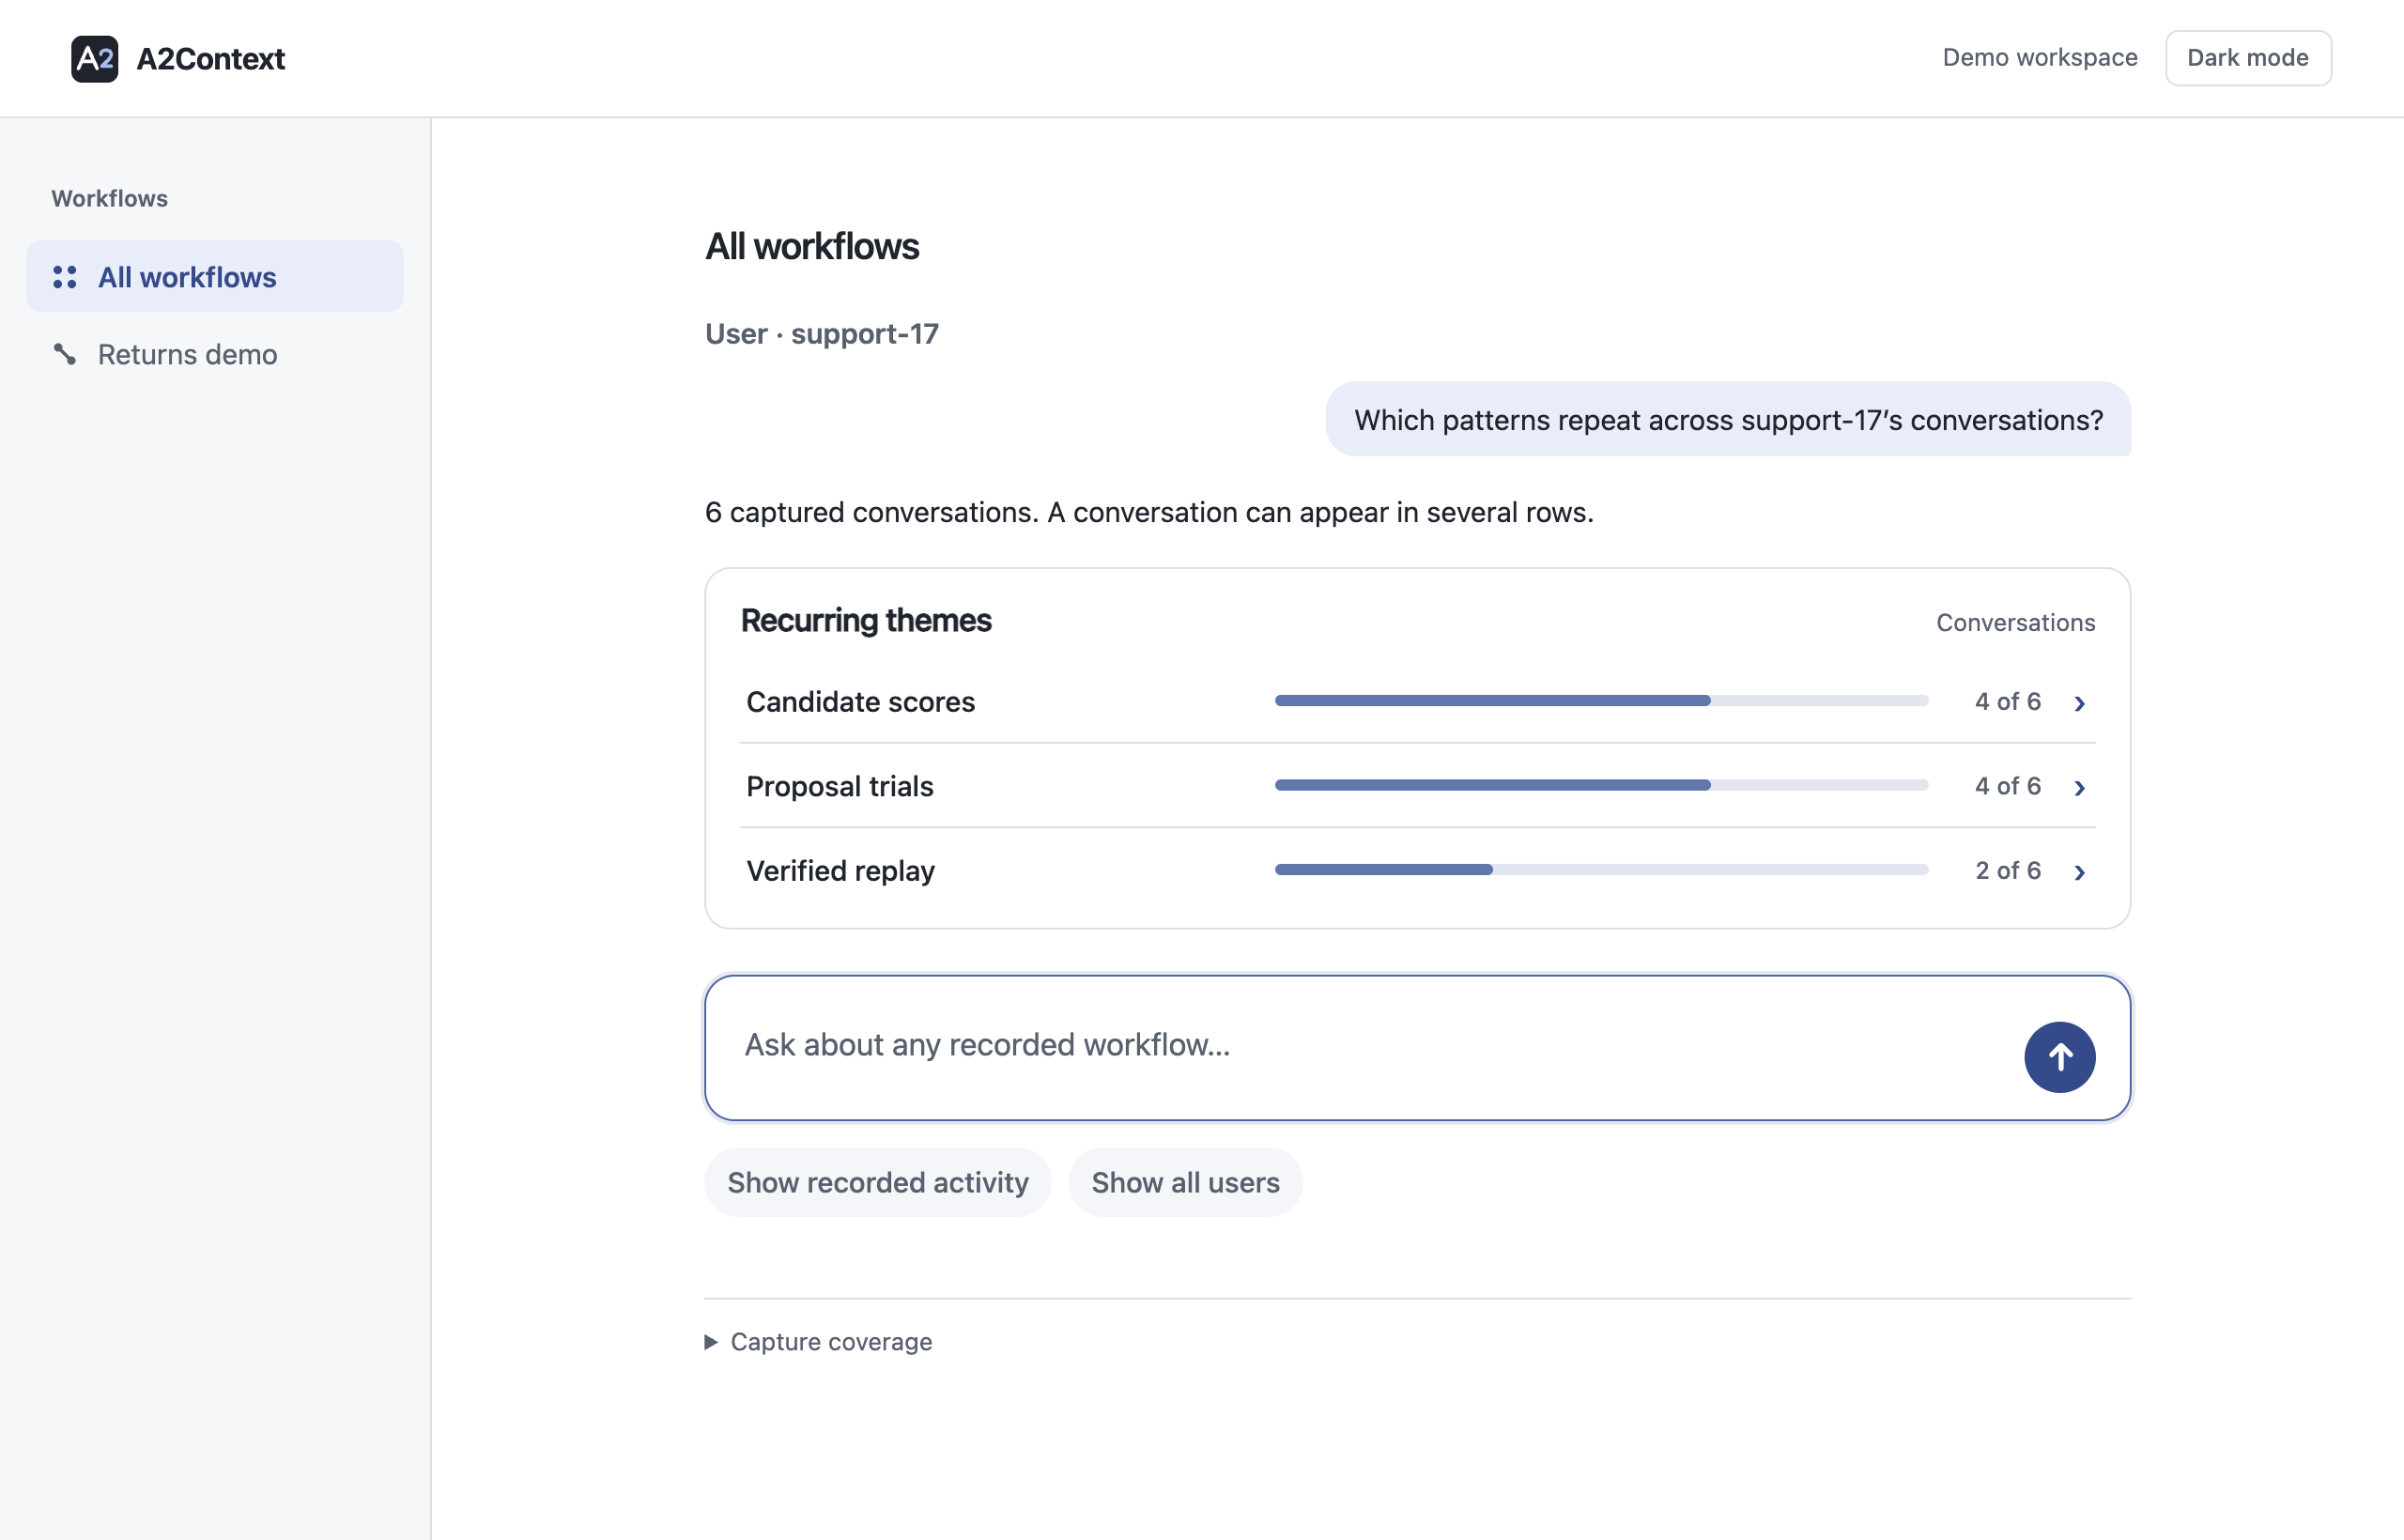 A2 A2Context
Demo workspace
Dark mode
Workflows
All workflows
Returns demo
All workflows
User · support-17
Which patterns repeat across support-17’s conversations?
6 captured conversations. A conversation can appear in several rows.
Recurring themes
Conversations
Candidate scores 4 of 6
Proposal trials 4 of 6
Verified replay 2 of 6
Ask about any recorded workflow...
Show recorded activity
Show all users
Capture coverage